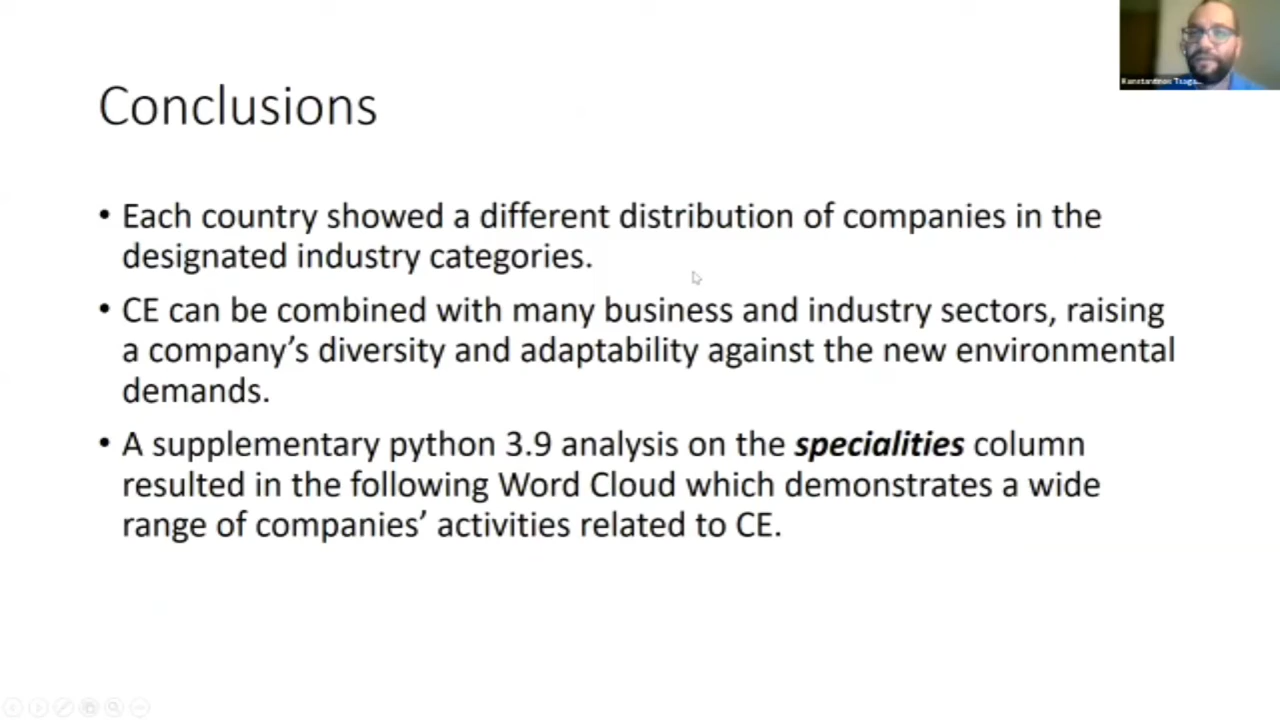 Conclusions
• Each country showed a different distribution of companies in the
designated industry categories.
• CE can be combined with many business and industry sectors, raising
a company’s diversity and adaptability against the new environmental
demands.
• A supplementary python 3.9 analysis on the specialities column
resulted in the following Word Cloud which demonstrates a wide
range of companies’ activities related to CE.
Konstantinos Tsaga...